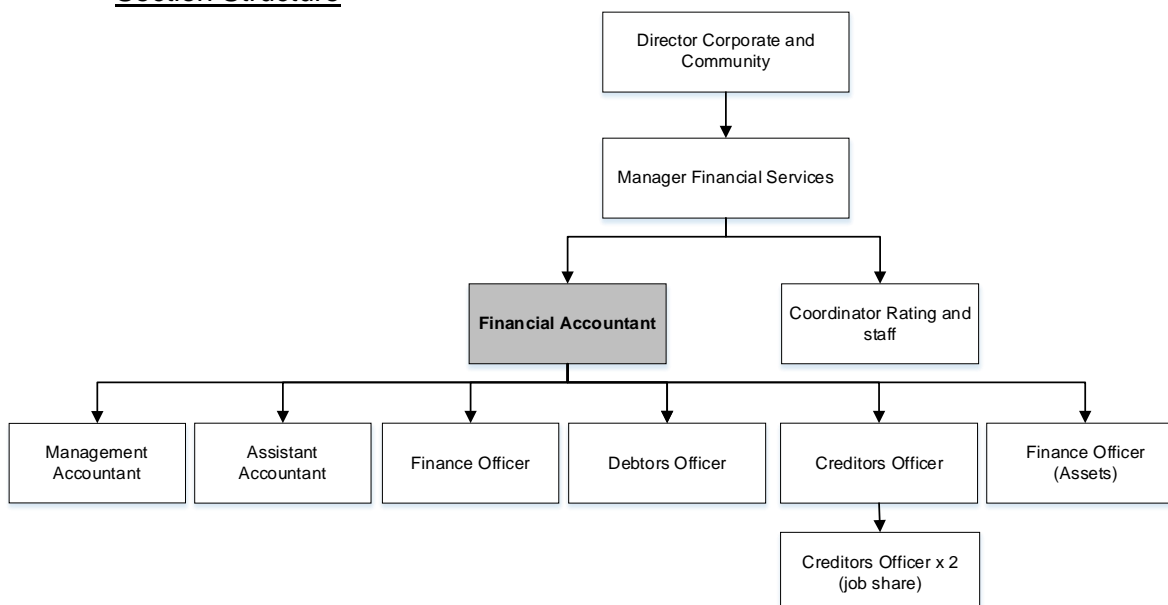 Section Structure
Director Corporate and
Community
Manager Financial Services
Financial Accountant
Coordinator Rating and
staff
Management
Accountant
Assistant
Accountant
Finance Officer
Debtors Officer
Creditors Officer
Finance Officer
(Assets)
Creditors Officer x 2
(job share)